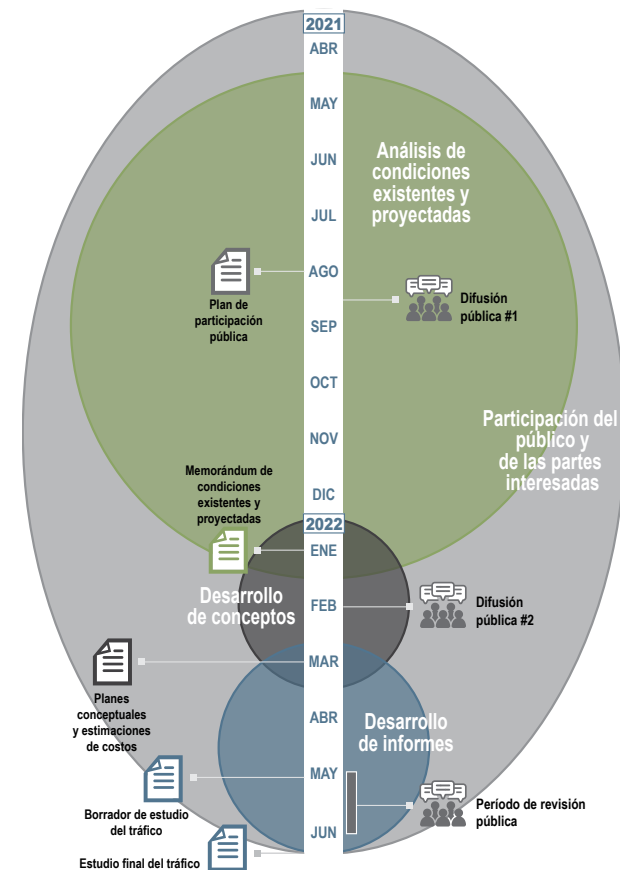 2021
ABR
MAY
JUN
JUL
AGO
SEP
OCT
NOV
DIC
2022
ENE
FEB
MAR
ABR
MAY
JUN
Análisis de
condiciones
existentes y
proyectadas
Plan de
participación
pública
Difusión
pública #1
Participación del
público y
de las partes
interesadas
Memorándum de
condiciones
existentes y
proyectadas
Desarrollo
de conceptos
Difusión
pública #2
Planes
conceptuales
y estimaciones
de costos
Desarrollo
de informes
Borrador de estudio
del tráfico
Período de revisión
pública
Estudio final del tráfico